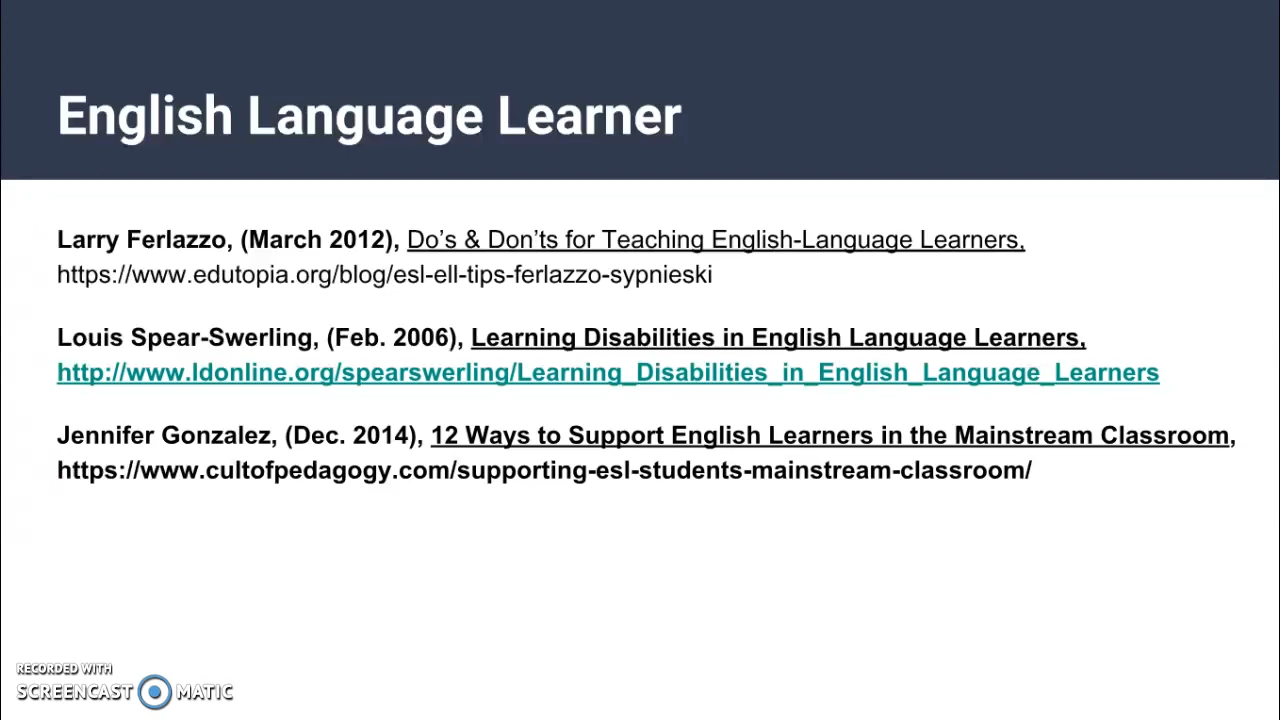 English Language Learner
Larry Ferlazzo, (March 2012), Do’s & Don’ts for Teaching English-Language Learners,
https://www.edutopia.org/blog/esl-ell-tips-ferlazzo-sypnieski
Louis Spear-Swerling, (Feb. 2006), Learning Disabilities in English Language Learners,
http://www.ldonline.org/spearswerling/Learning_Disabilities_in_English_Language_Learners
Jennifer Gonzalez, (Dec. 2014), 12 Ways to Support English Learners in the Mainstream Classroom,
https://www.cultofpedagogy.com/supporting-esl-students-mainstream-classroom/
RECORDED WITH
SCREENCAST MATIC